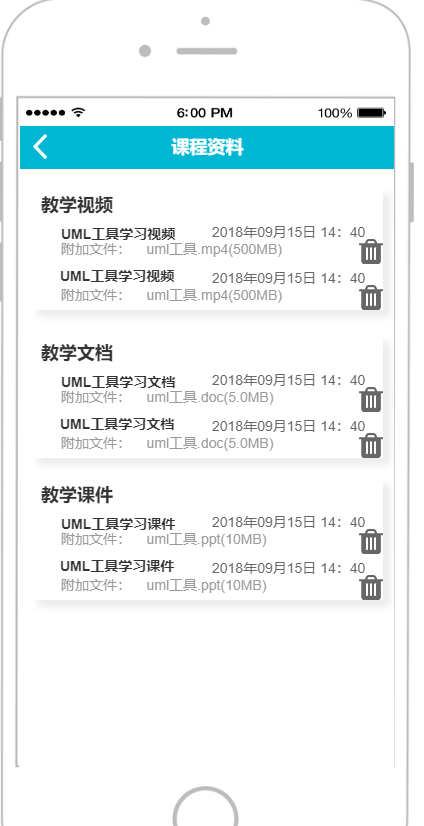 6:00 PM 100%
课程资料
教学视频
UML工具学习视频 2018年09月15日 14：40
附加文件： uml工具.mp4(500MB)
UML工具学习视频 2018年09月15日 14：40
附加文件： uml工具.mp4(500MB)
教学文档
UML工具学习文档 2018年09月15日 14：40
附加文件： uml工具.doc(5.0MB)
UML工具学习文档 2018年09月15日 14：40
附加文件： uml工具.doc(5.0MB)
教学课件
UML工具学习课件 2018年09月15日 14：40
附加文件： uml工具.ppt(10MB)
UML工具学习课件 2018年09月15日 14：40
附加文件： uml工具.ppt(10MB)